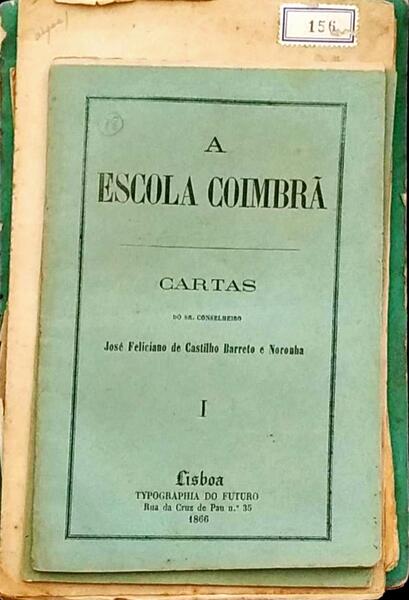 156
A
ESCOLA COIMBRÃ
CARTAS
DO SR. CONSELHEIRO
José Feliciano de Castilho Barreto e Noronha
I
Lisboa
TYPOGRAPHIA DO FUTURO
Rua da Cruz de Pau n.º 35
1866